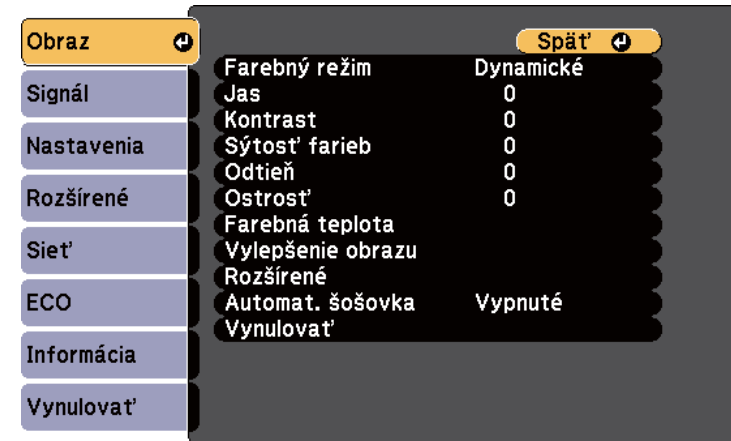 Obraz
Signál
Nastavenia
Rozšírené
Sieť
ECO
Informácia
Vynulovať
Späť
Farebný režim Dynamické
Jas 0
Kontrast 0
Sýtosť farieb 0
Odtieň 0
Ostrosť 0
Farebná teplota
Vylepšenie obrazu
Rozšírené
Automat. šošovka Vypnuté
Vynulovať